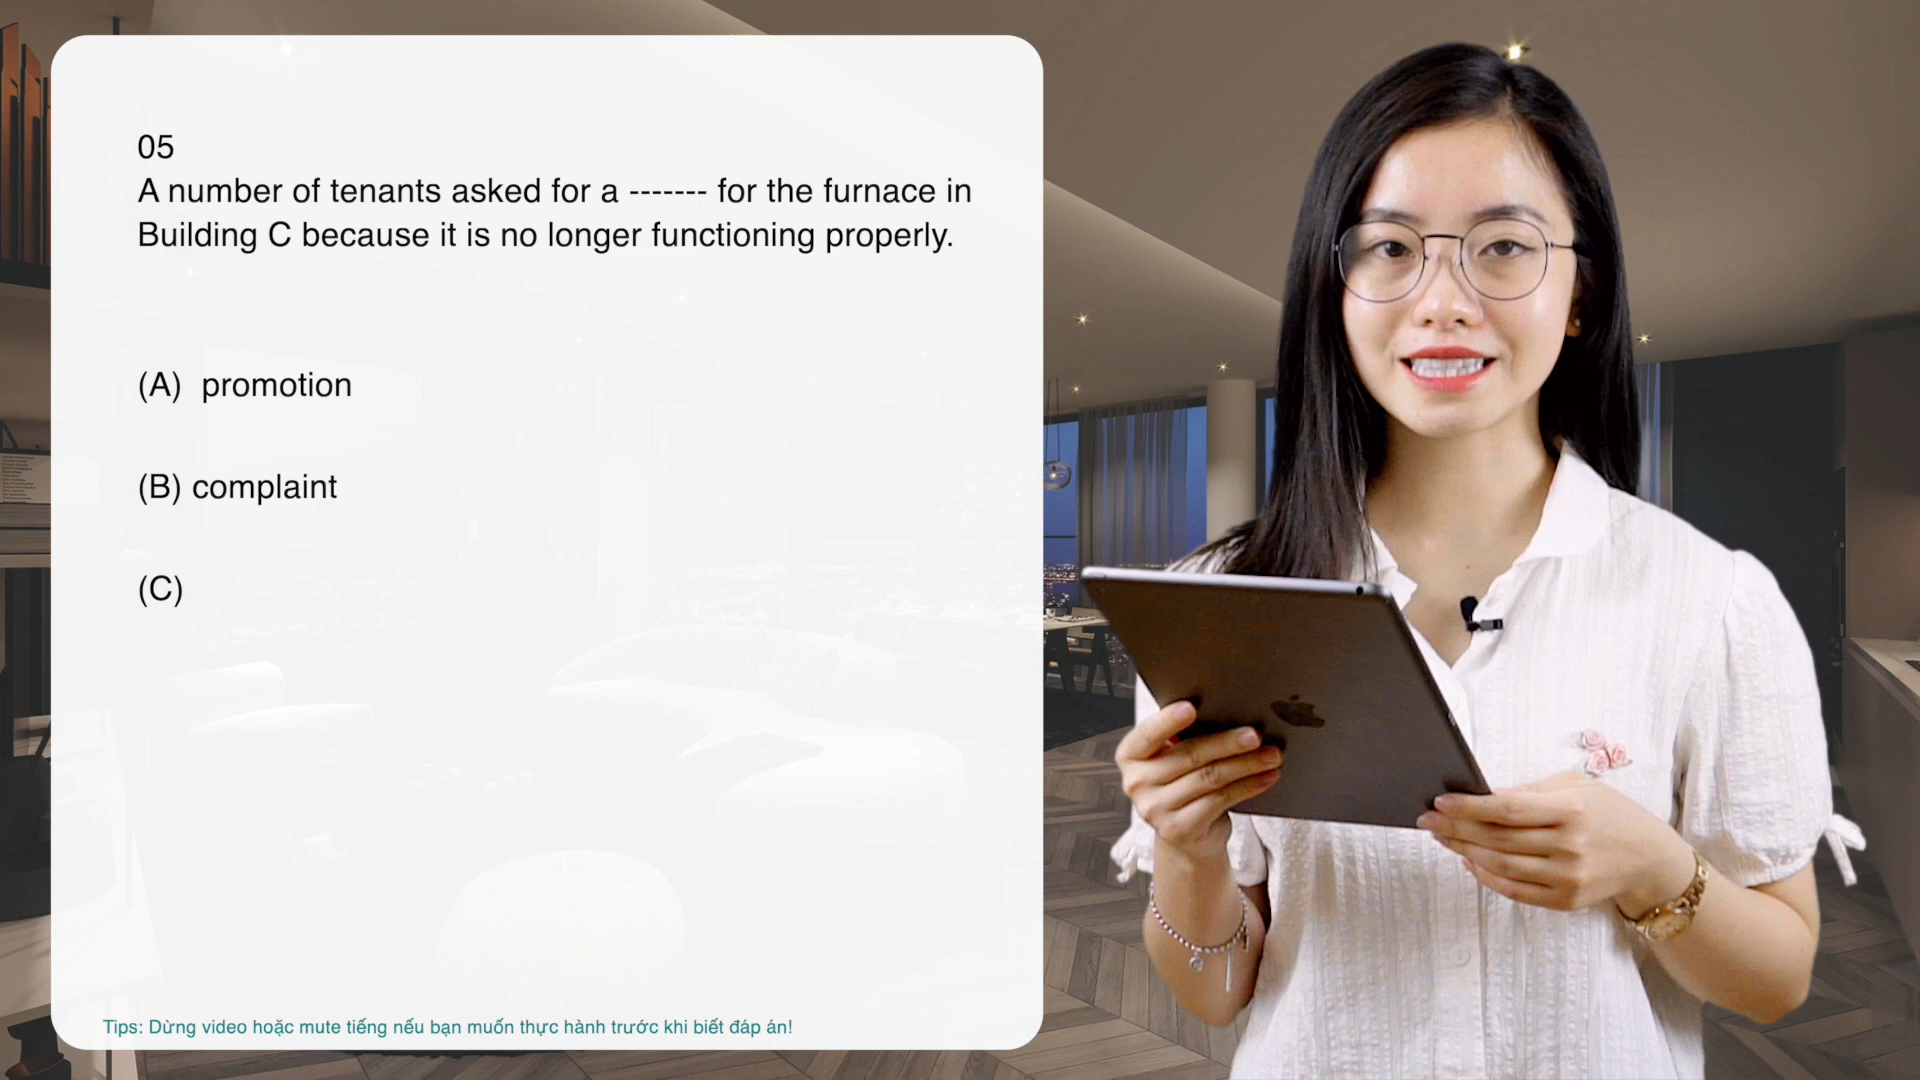 05
A number of tenants asked for a ------- for the furnace in
Building C because it is no longer functioning properly.
(A) promotion
(B) complaint
(C)
Tips: Dừng video hoặc mute tiếng nếu bạn muốn thực hành trước khi biết đáp án!